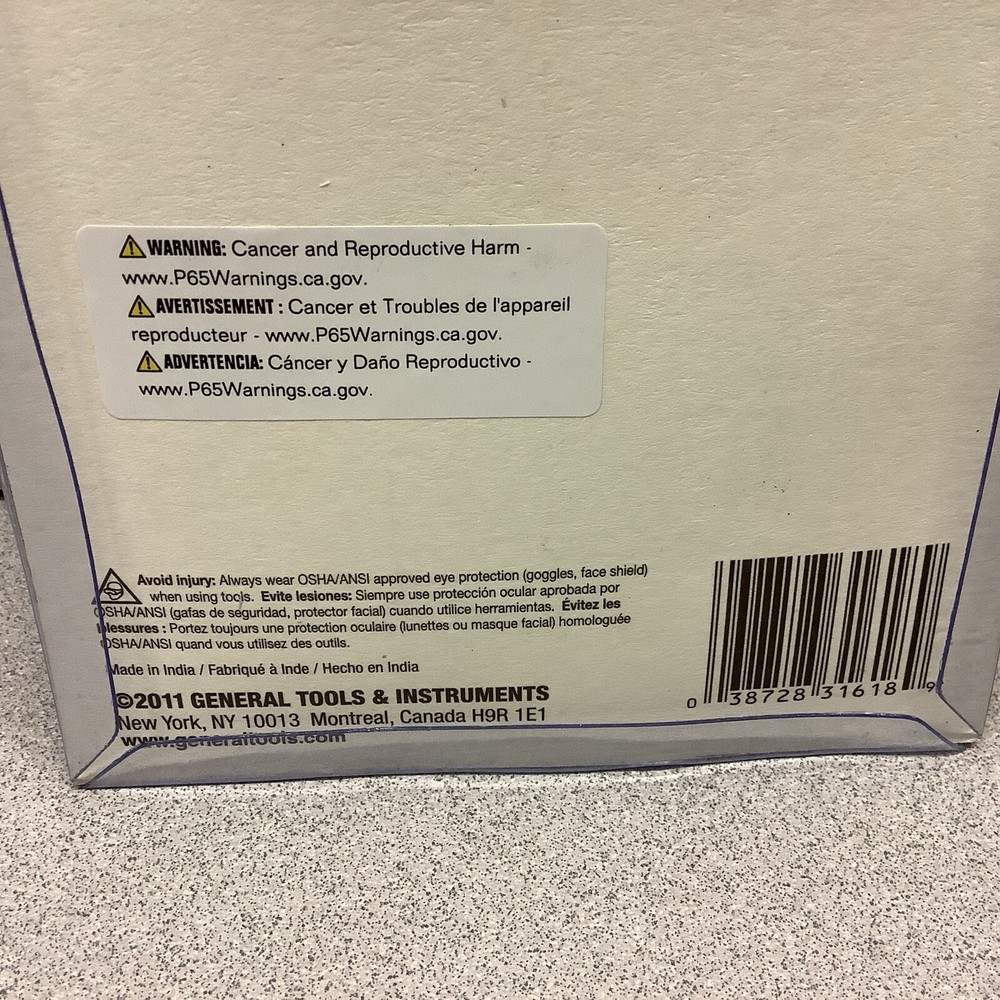 WARNING: Cancer and Reproductive Harm -
www.P65Warnings.ca.gov.
AVERTISSEMENT : Cancer et Troubles de l'appareil
reproducteur - www.P65Warnings.ca.gov.
ADVERTENCIA: Cáncer y Daño Reproductivo -
www.P65Warnings.ca.gov.
Avoid injury: Always wear OSHA/ANSI approved eye protection (goggles, face shield)
when using tools. Evite lesiones: Siempre use protección ocular aprobada por
OSHA/ANSI (gafas de seguridad, protector facial) cuando utilice herramientas. Évitez les
blessures : Portez toujours une protection oculaire (lunettes ou masque facial) homologuée
OSHA/ANSI quand vous utilisez des outils.
Made in India / Fabriqué à Inde / Hecho en India
©2011 GENERAL TOOLS & INSTRUMENTS
New York, NY 10013 Montreal, Canada H9R 1E1
www.generaltools.com
0 38728 31618 9